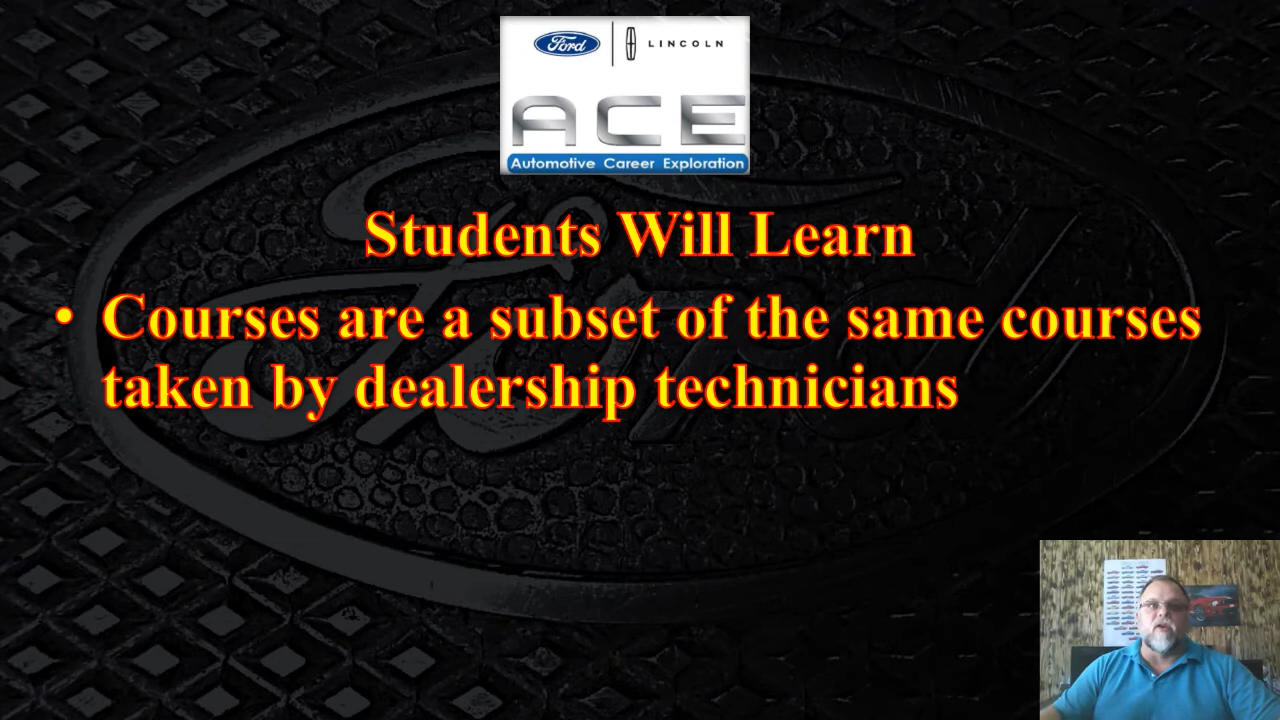 Ford LINCOLN
ACE
Automotive Career Exploration
Students Will Learn
• Courses are a subset of the same courses
taken by dealership technicians
Ford